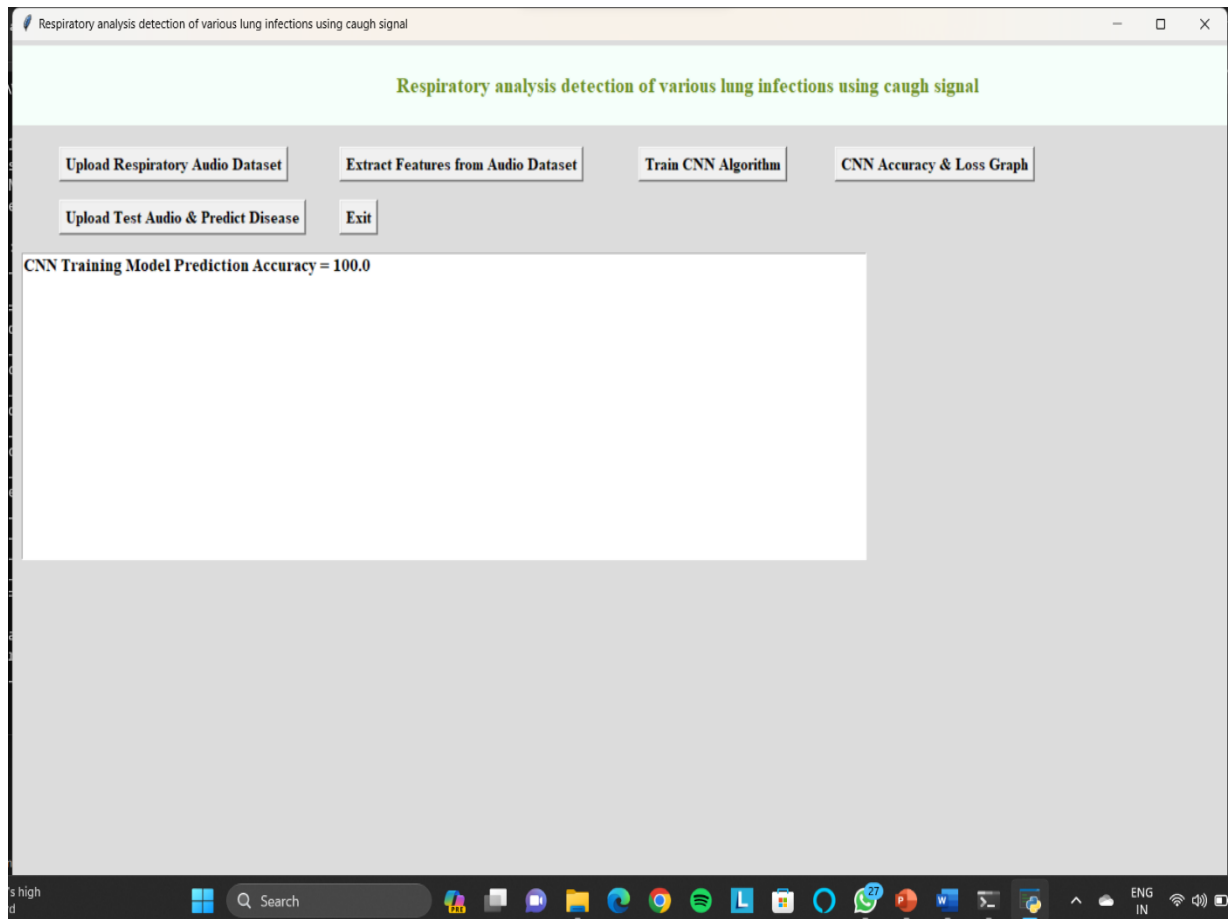 Respiratory analysis detection of various lung infections using caugh signal
Respiratory analysis detection of various lung infections using caugh signal
Upload Respiratory Audio Dataset
Extract Features from Audio Dataset
Train CNN Algorithm
CNN Accuracy & Loss Graph
Upload Test Audio & Predict Disease
Exit
CNN Training Model Prediction Accuracy = 100.0
's high
Search
PRE
L
27
P
W
ENG
IN